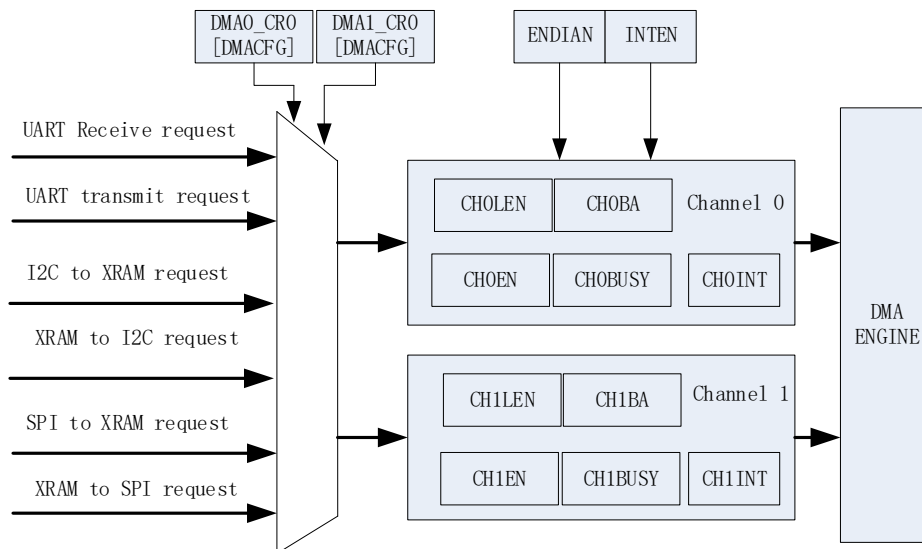 DMA0_CR0
[DMACFG]
DMA1_CR0
[DMACFG]
ENDIAN
INTEN
UART Receive request
UART transmit request
I2C to XRAM request
XRAM to I2C request
SPI to XRAM request
XRAM to SPI request
CH0LEN
CH0BA
Channel 0
CH0EN
CH0BUSY
CH0INT
CH1LEN
CH1BA
Channel 1
CH1EN
CH1BUSY
CH1INT
DMA
ENGINE